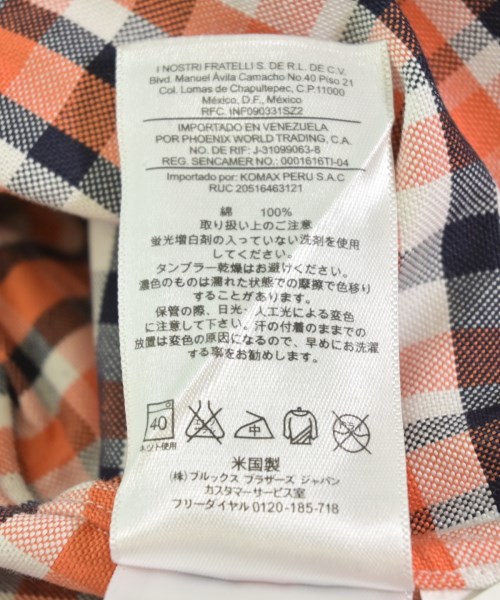 I NOSTRI FRATELLI S. DE R.L. DE C.V.
Blvd. Manuel Ávila Camacho No.40 Piso 21
Col. Lomas de Chapultepec, C.P.11000
México, D.F., México
RFC. INF090331SZ2
IMPORTADO EN VENEZUELA
POR PHOENIX WORLD TRADING, C.A.
NO. DE RIF: J-31099063-8
REG. SENCAMER NO.: 0001616TI-04
Importado por: KOMAX PERU S.A.C
RUC 20516463121
綿 100%
取り扱い上のご注意
蛍光増白剤の入っていない洗剤を使用
してください。
タンブラー乾燥はお避けください。
濃色のものは濡れた状態での摩擦で色移り
することがあります。
保管の際、日光・人工光による変色
に注意して下さい。汗の付着のままでの
放置は変色の原因になるので、早めにお洗濯
する事をお勧めします。
40 中 ドライ
ネット使用
米国製
(株) ブルックス ブラザーズ ジャパン
カスタマーサービス室
フリーダイヤル 0120-185-718